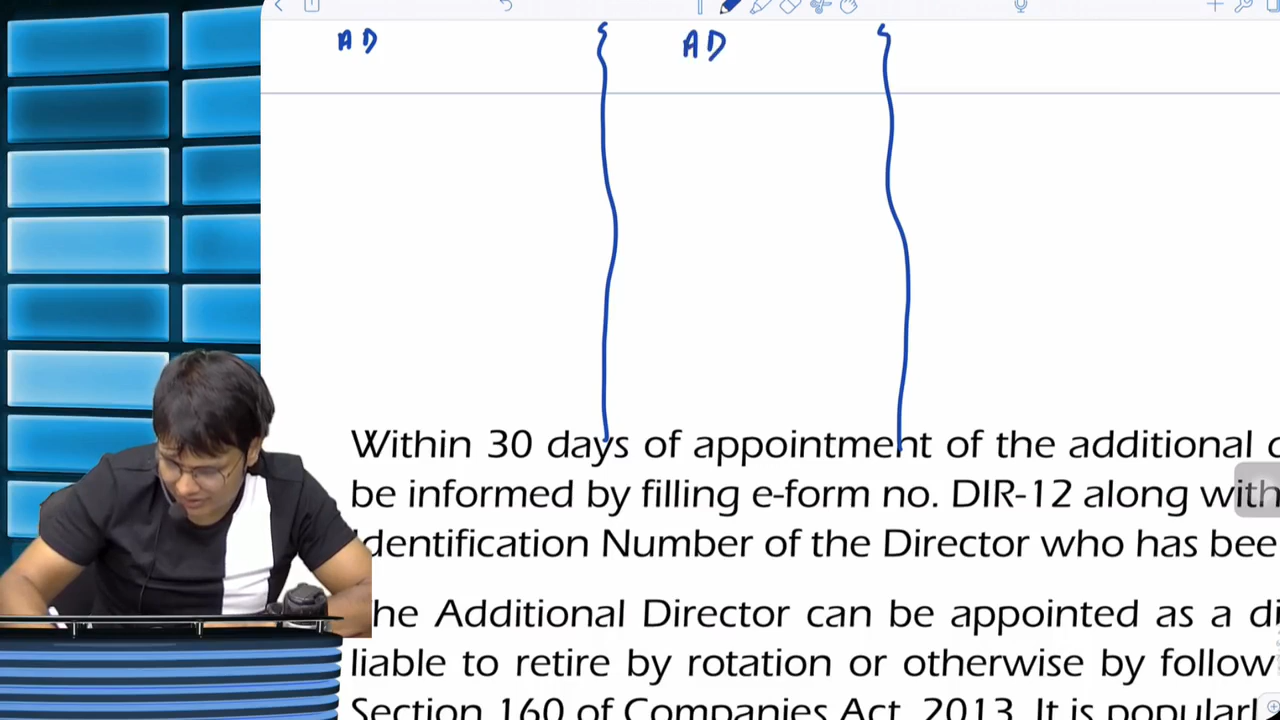 AD AD
Within 30 days of appointment of the additional
be informed by filling e-form no. DIR-12 along with
Identification Number of the Director who has bee
The Additional Director can be appointed as a di
liable to retire by rotation or otherwise by follow
Section 160 of Companies Act, 2013. It is popularl